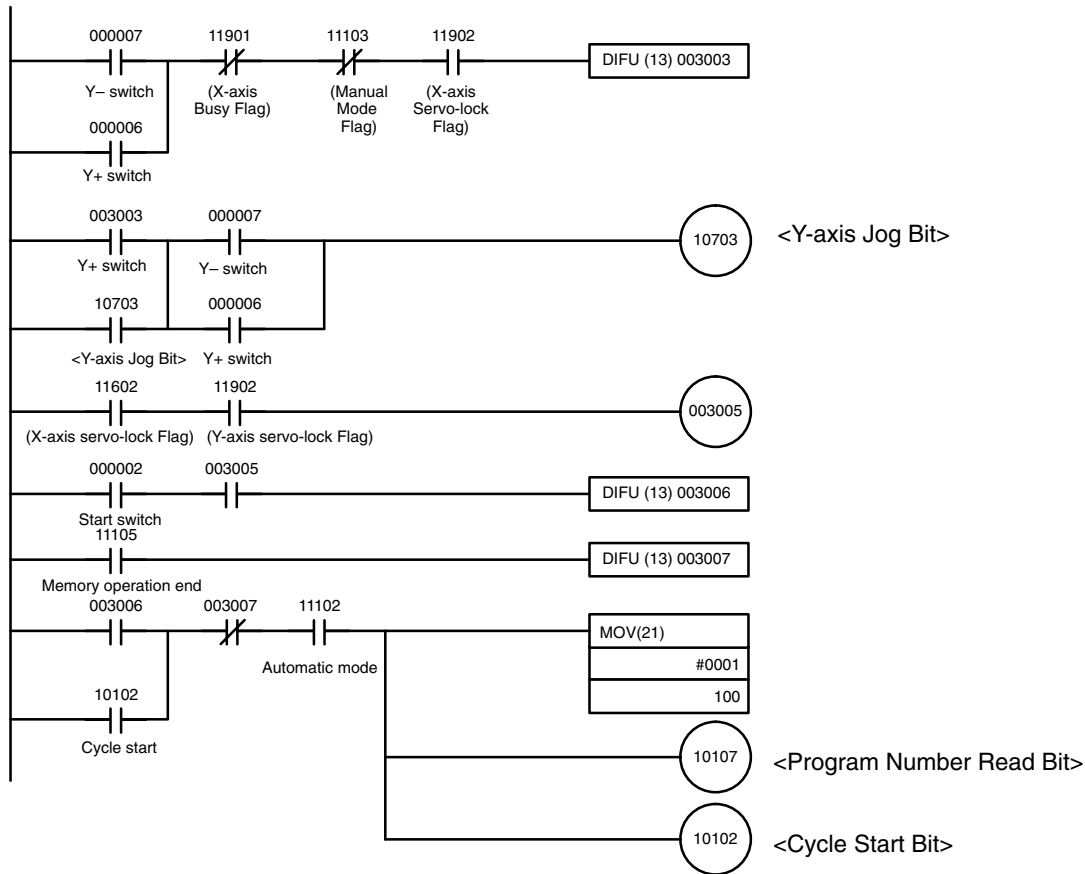 000007 11901 11103 11902
DIFU (13) 003003
Y– switch (X-axis Busy Flag) (Manual Mode Flag) (X-axis Servo-lock Flag)
000006
Y+ switch
003003 000007
10703 <Y-axis Jog Bit>
Y+ switch Y– switch
10703 000006
<Y-axis Jog Bit> Y+ switch
11602 11902
003005
(X-axis servo-lock Flag) (Y-axis servo-lock Flag)
000002 003005
DIFU (13) 003006
Start switch
11105
DIFU (13) 003007
Memory operation end
003006 003007 11102
MOV(21)
#0001
100
Automatic mode
10102
Cycle start
10107 <Program Number Read Bit>
10102 <Cycle Start Bit>